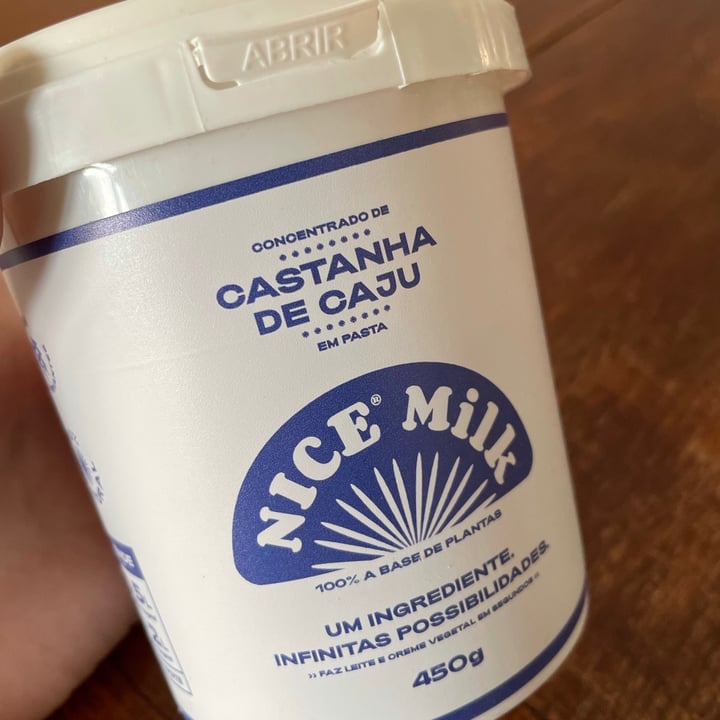 ABRIR
CONCENTRADO DE
CASTANHA
DE CAJU
EM PASTA
NICE® Milk
100% A BASE DE PLANTAS
UM INGREDIENTE.
INFINITAS POSSIBILIDADES.
>> FAZ LEITE E CREME VEGETAL EM SEGUNDOS <<
450g